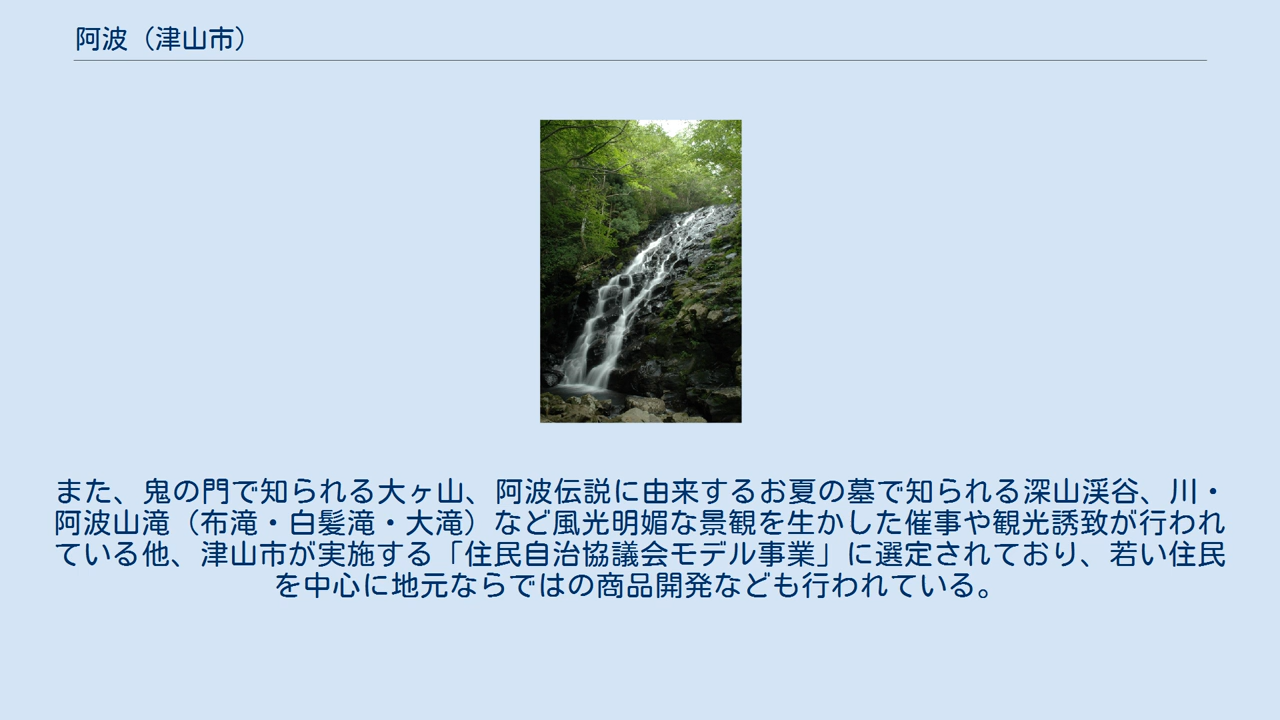 阿波（津山市）
また、鬼の門で知られる大ヶ山、阿波伝説に由来するお夏の墓で知られる深山渓谷、川・
阿波山滝（布滝・白髪滝・大滝）など風光明媚な景観を生かした催事や観光誘致が行われ
ている他、津山市が実施する「住民自治協議会モデル事業」に選定されており、若い住民
を中心に地元ならではの商品開発なども行われている。